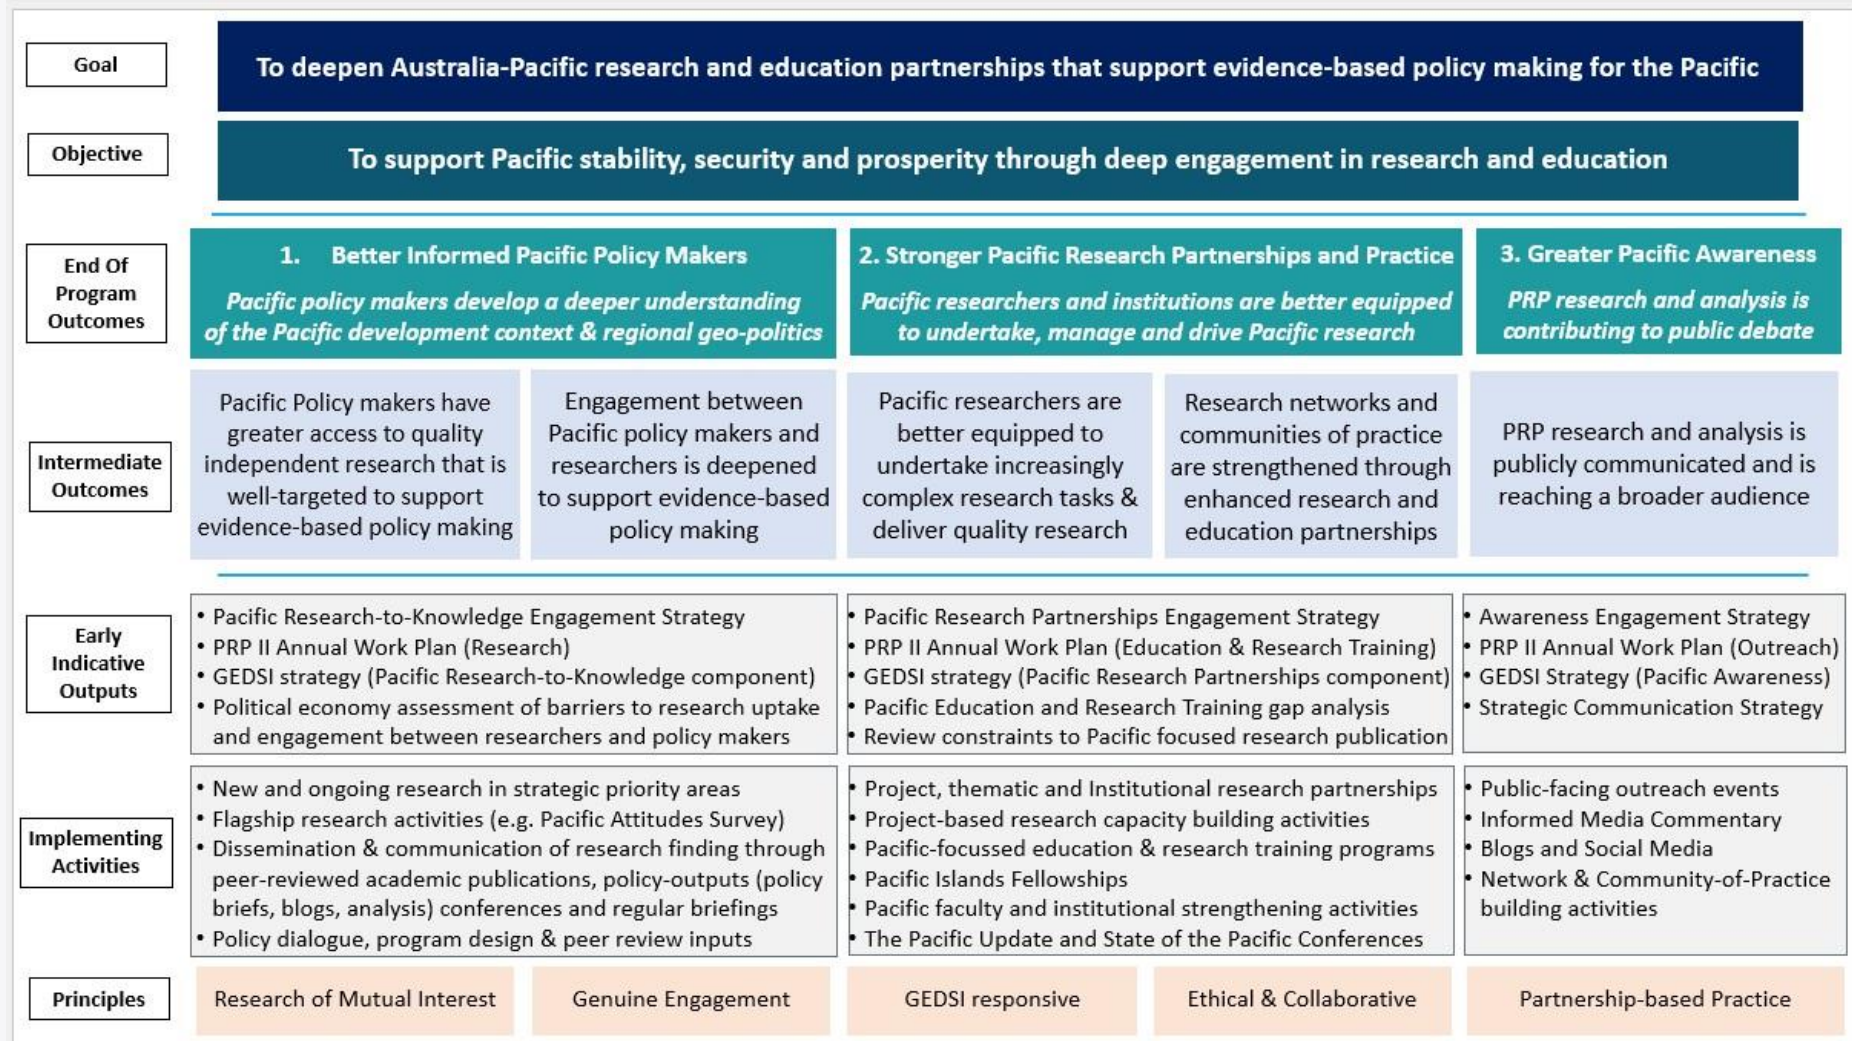 Goal
To deepen Australia-Pacific research and education partnerships that support evidence-based policy making for the Pacific
Objective
To support Pacific stability, security and prosperity through deep engagement in research and education
End Of
Program
Outcomes
1. Better Informed Pacific Policy Makers
Pacific policy makers develop a deeper understanding
of the Pacific development context & regional geo-politics
2. Stronger Pacific Research Partnerships and Practice
Pacific researchers and institutions are better equipped
to undertake, manage and drive Pacific research
3. Greater Pacific Awareness
PRP research and analysis is
contributing to public debate
Intermediate
Outcomes
Pacific Policy makers have
greater access to quality
independent research that is
well-targeted to support
evidence-based policy making
Engagement between
Pacific policy makers and
researchers is deepened
to support evidence-based
policy making
Pacific researchers are
better equipped to
undertake increasingly
complex research tasks &
deliver quality research
Research networks and
communities of practice
are strengthened through
enhanced research and
education partnerships
PRP research and analysis is
publicly communicated and is
reaching a broader audience
Early
Indicative
Outputs
• Pacific Research-to-Knowledge Engagement Strategy
• PRP II Annual Work Plan (Research)
• GEDSI strategy (Pacific Research-to-Knowledge component)
• Political economy assessment of barriers to research uptake
and engagement between researchers and policy makers
• Pacific Research Partnerships Engagement Strategy
• PRP II Annual Work Plan (Education & Research Training)
• GEDSI strategy (Pacific Research Partnerships component)
• Pacific Education and Research Training gap analysis
• Review constraints to Pacific focused research publication
• Awareness Engagement Strategy
• PRP II Annual Work Plan (Outreach)
• GEDSI Strategy (Pacific Awareness)
• Strategic Communication Strategy
Implementing
Activities
• New and ongoing research in strategic priority areas
• Flagship research activities (e.g. Pacific Attitudes Survey)
• Dissemination & communication of research finding through
peer-reviewed academic publications, policy-outputs (policy
briefs, blogs, analysis) conferences and regular briefings
• Policy dialogue, program design & peer review inputs
• Project, thematic and Institutional research partnerships
• Project-based research capacity building activities
• Pacific-focussed education & research training programs
• Pacific Islands Fellowships
• Pacific faculty and institutional strengthening activities
• The Pacific Update and State of the Pacific Conferences
• Public-facing outreach events
• Informed Media Commentary
• Blogs and Social Media
• Network & Community-of-Practice
building activities
Principles
Research of Mutual Interest
Genuine Engagement
GEDSI responsive
Ethical & Collaborative
Partnership-based Practice